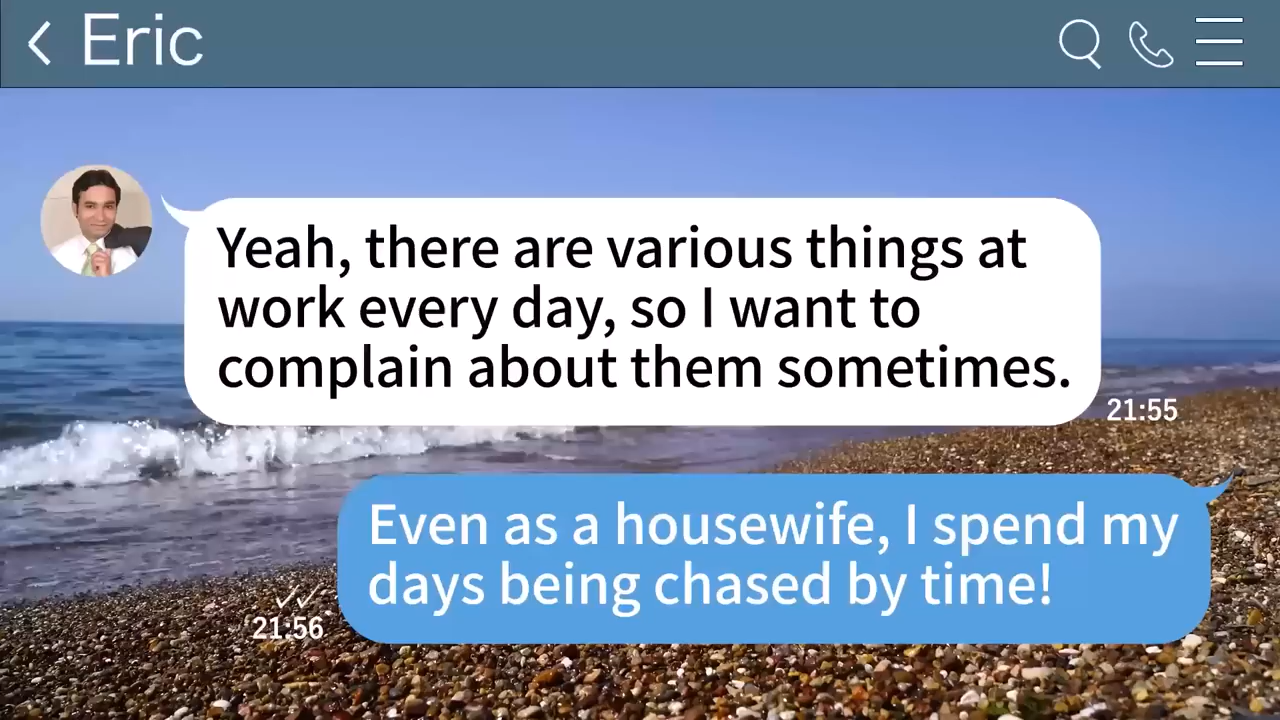 Eric
Yeah, there are various things at
work every day, so I want to
complain about them sometimes.
21:55
Even as a housewife, I spend my
days being chased by time!
21:56